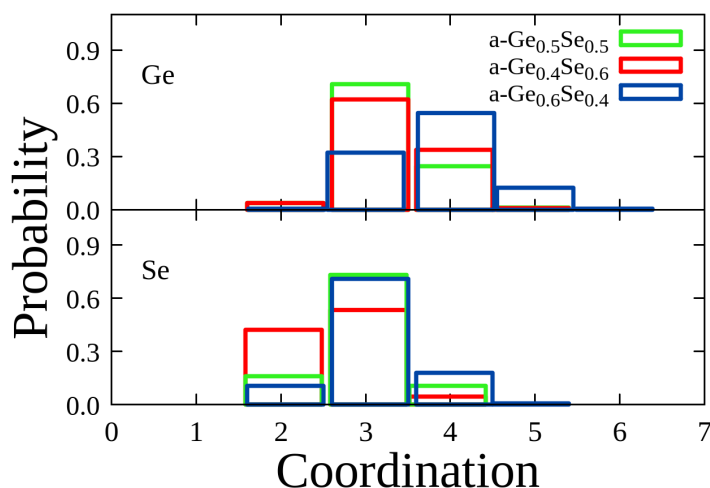 0.9
a-Ge0.5Se0.5
Ge
a-Ge0.4Se0.6
0.6
a-Ge0.6Se0.4
0.3
0.0
Probability
0.9
Se
0.6
0.3
0.0
0 1 2 3 4 5 6 7
Coordination